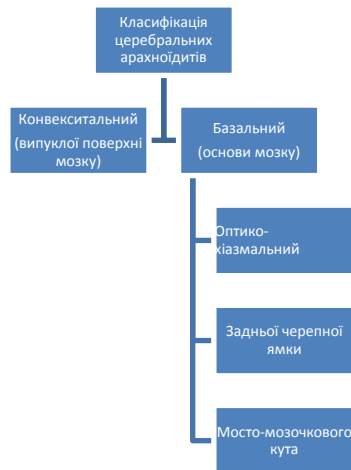 Класифікація
церебральних
арахноїдитів
Конвекситальний
(випуклої поверхні
мозку)
Базальний
(основи мозку)
Оптико-
хіазмальний
Задньої черепної
ямки
Мосто-мозочкового
кута